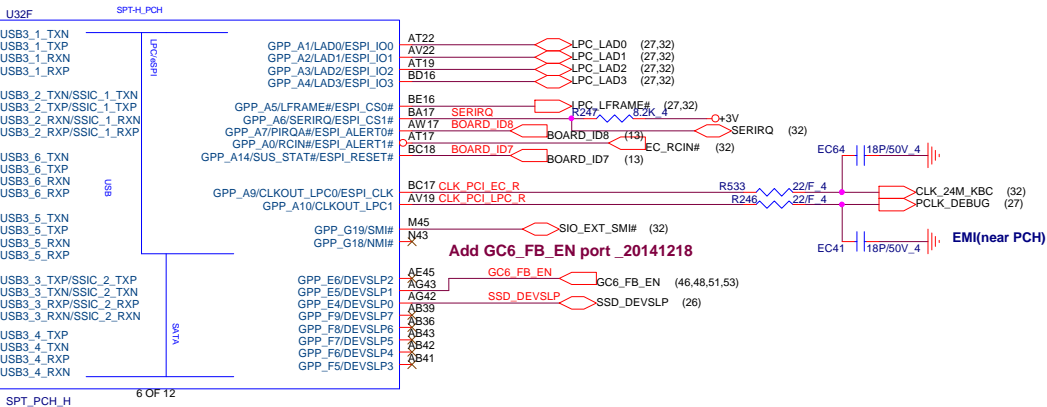 U32F
SPT-H_PCH
USB3_1_TXN
USB3_1_TXP
USB3_1_RXN
USB3_1_RXP
USB3_2_TXN/SSIC_1_TXN
USB3_2_TXP/SSIC_1_TXP
USB3_2_RXN/SSIC_1_RXN
USB3_2_RXP/SSIC_1_RXP
USB3_6_TXN
USB3_6_TXP
USB3_6_RXN
USB3_6_RXP
USB3_5_TXN
USB3_5_TXP
USB3_5_RXN
USB3_5_RXP
USB3_3_TXP/SSIC_2_TXP
USB3_3_TXN/SSIC_2_TXN
USB3_3_RXP/SSIC_2_RXP
USB3_3_RXN/SSIC_2_RXN
USB3_4_TXP
USB3_4_TXN
USB3_4_RXP
USB3_4_RXN
LPC/eSPI
USB
SATA
GPP_A1/LAD0/ESPI_IO0 AT22 LPC_LAD0 (27,32)
GPP_A2/LAD1/ESPI_IO1 AV22 LPC_LAD1 (27,32)
GPP_A3/LAD2/ESPI_IO2 AT19 LPC_LAD2 (27,32)
GPP_A4/LAD3/ESPI_IO3 BD16 LPC_LAD3 (27,32)
GPP_A5/LFRAME#/ESPI_CS0# BE16 LPC_LFRAME# (27,32)
GPP_A6/SERIRQ/ESPI_CS1# BA17 SERIRQ R247 8.2K_4 +3V
SERIRQ (32)
GPP_A7/PIRQA#/ESPI_ALERT0# AW17 BOARD_ID8 BOARD_ID8 (13)
GPP_A0/RCIN#/ESPI_ALERT1# AT17 EC_RCIN# (32)
GPP_A14/SUS_STAT#/ESPI_RESET# BC18 BOARD_ID7 BOARD_ID7 (13)
EC64 18P/50V_4
GPP_A9/CLKOUT_LPC0/ESPI_CLK BC17 CLK_PCI_EC_R R533 22/F_4 CLK_24M_KBC (32)
GPP_A10/CLKOUT_LPC1 AV19 CLK_PCI_LPC_R R246 22/F_4 PCLK_DEBUG (27)
GPP_G19/SMI# M45 SIO_EXT_SMI# (32)
GPP_G18/NMI# N43
EC41 18P/50V_4
EMI(near PCH)
Add GC6_FB_EN port _20141218
GPP_E6/DEVSLP2 AE45
GPP_E5/DEVSLP1 AG43 GC6_FB_EN GC6_FB_EN (46,48,51,53)
GPP_E4/DEVSLP0 AG42 SSD_DEVSLP SSD_DEVSLP (26)
GPP_F9/DEVSLP7 AB39
GPP_F8/DEVSLP6 AB36
GPP_F7/DEVSLP5 AB43
GPP_F6/DEVSLP4 AB42
GPP_F5/DEVSLP3 AB41
6 OF 12
SPT_PCH_H